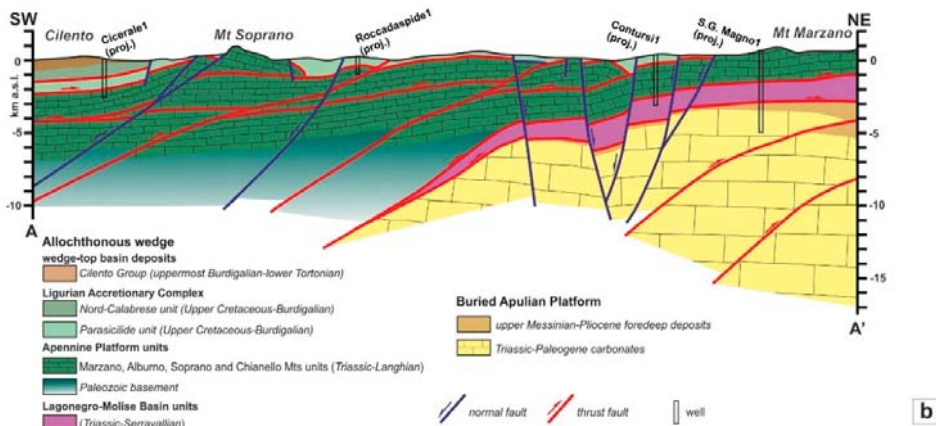 SW
NE
Cilento
Cicerale1
(proj.)
Mt Soprano
Roccadaspide1
(proj.)
Contursi1
(proj.)
S.G. Magno1
(proj.)
Mt Marzano
km a.s.l.
0
-5
-10
0
-5
-10
-15
A
A'
Allochthonous wedge
wedge-top basin deposits
Cilento Group (uppermost Burdigalian-lower Tortonian)
Ligurian Accretionary Complex
Nord-Calabrese unit (Upper Cretaceous-Burdigalian)
Parasicilide unit (Upper Cretaceous-Burdigalian)
Apennine Platform units
Marzano, Alburno, Soprano and Chianello Mts units (Triassic-Langhian)
Paleozoic basement
Lagonegro-Molise Basin units
(Triassic-Serravallian)
Buried Apulian Platform
upper Messinian-Pliocene foredeep deposits
Triassic-Paleogene carbonates
normal fault
thrust fault
well
b